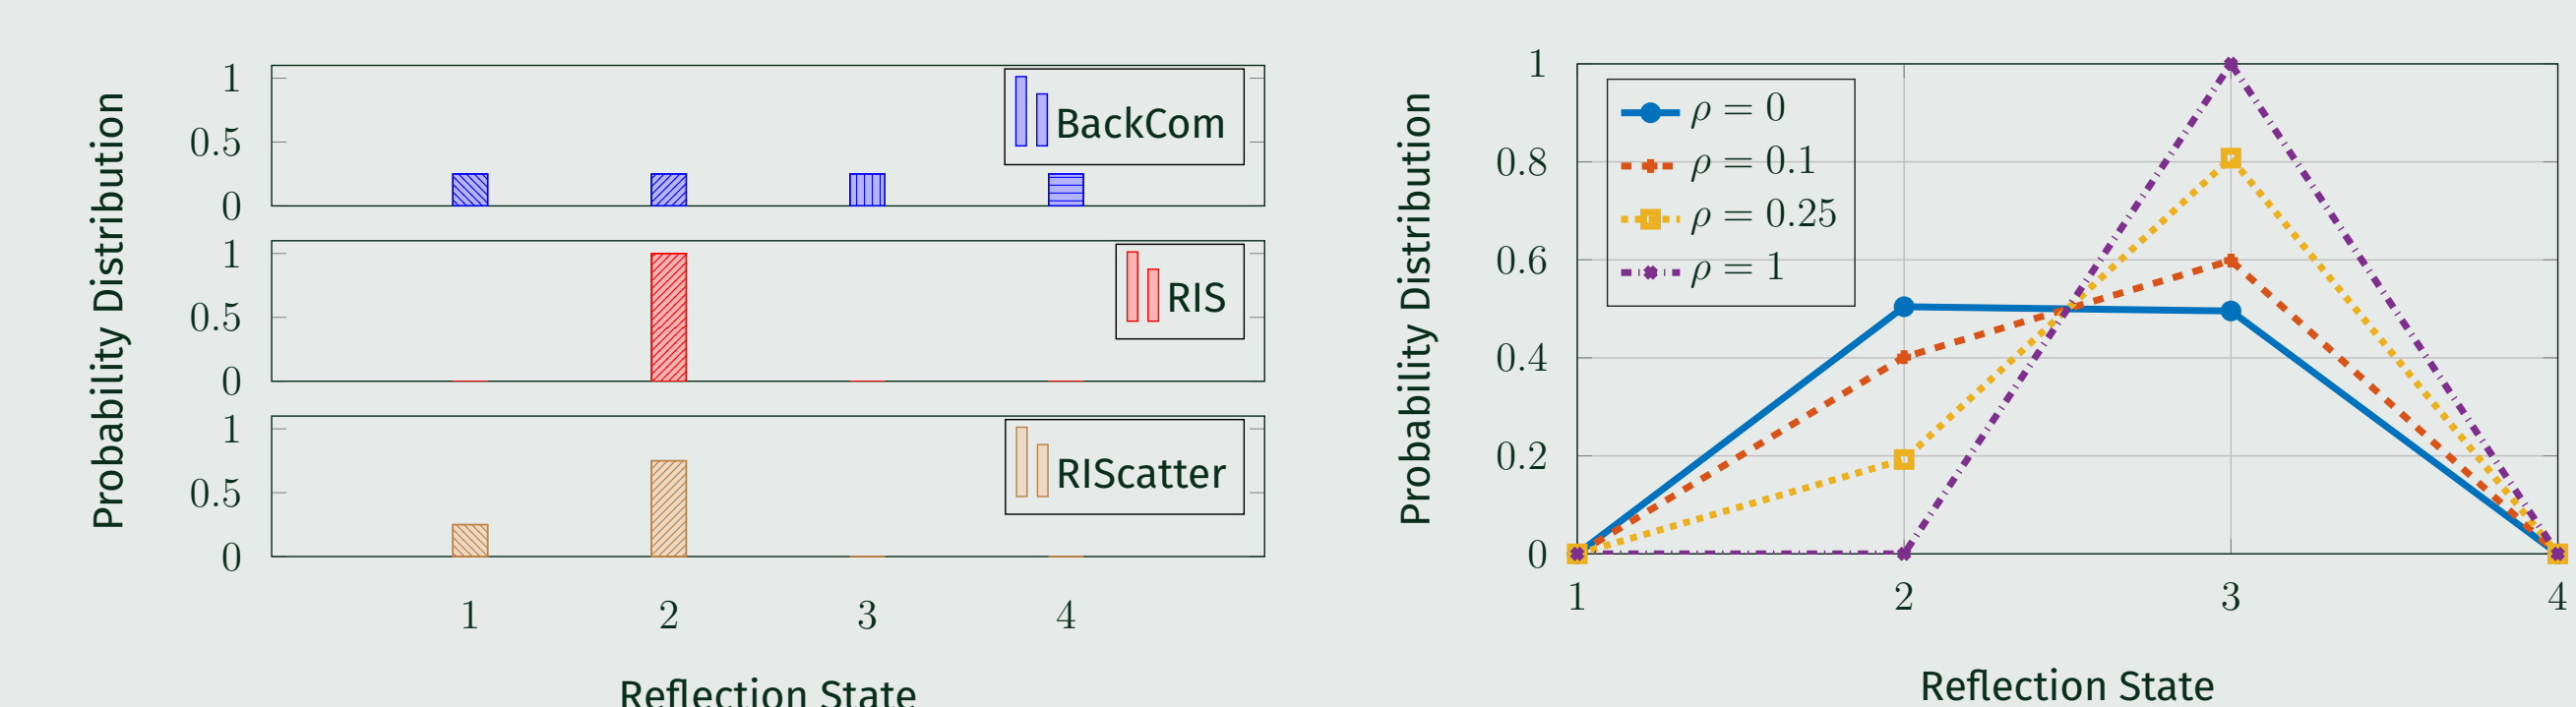 Probability Distribution
1
0.5
0
BackCom
1
0.5
0
RIS
1
0.5
0
RIScatter
1 2 3 4
Reflection State
Probability Distribution
1
0.8
0.6
0.4
0.2
0
ρ = 0
ρ = 0.1
ρ = 0.25
ρ = 1
1 2 3 4
Reflection State